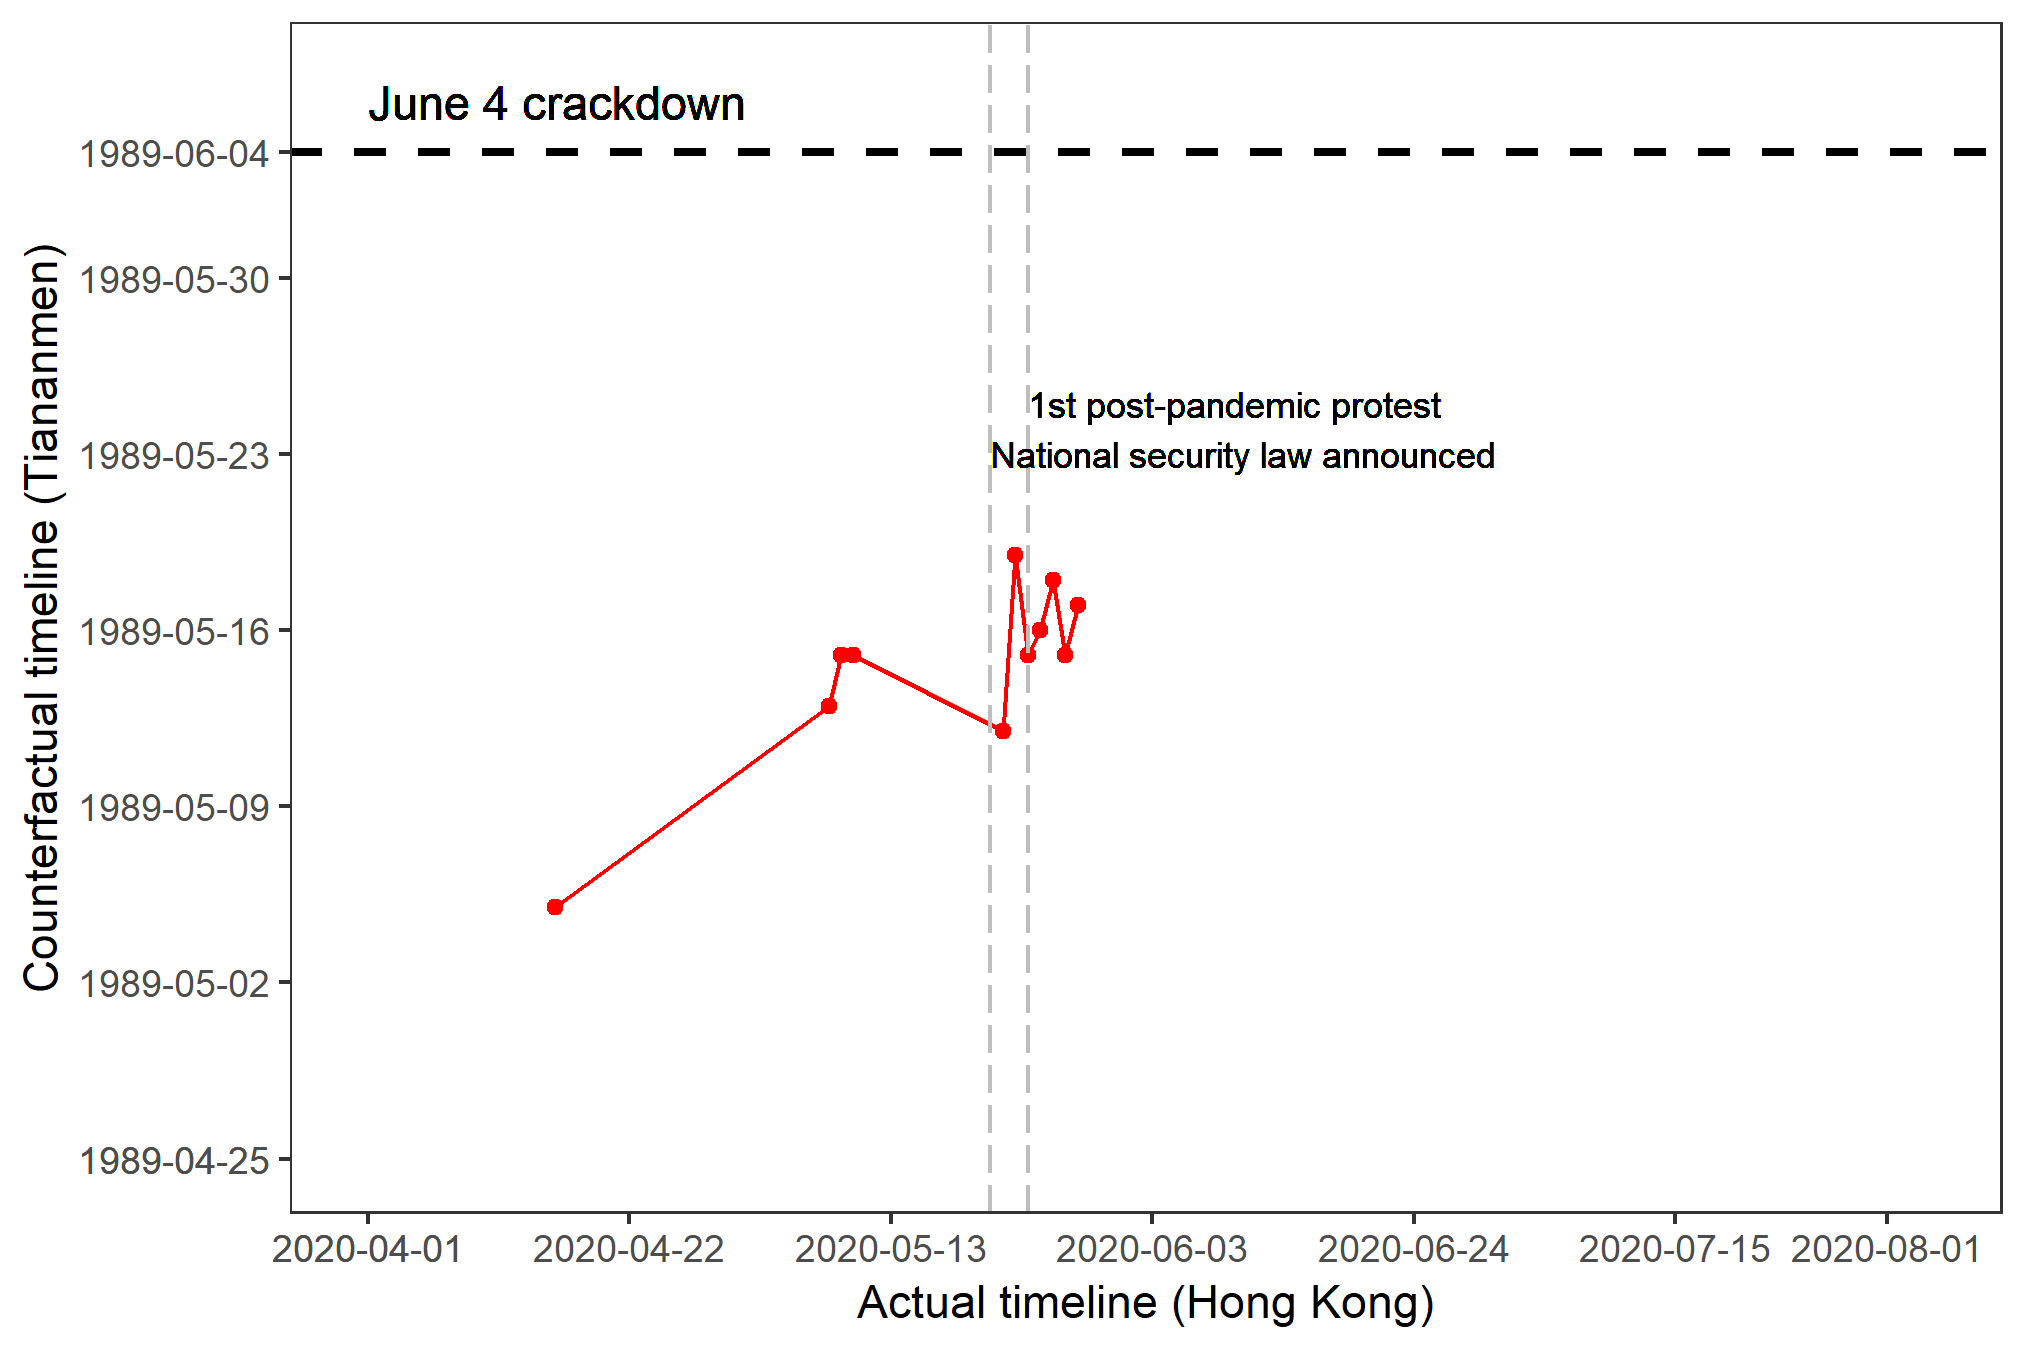 June 4 crackdown
1989-06-04
1989-05-30
1st post-pandemic protest
1989-05-23
National security law announced
1989-05-16
1989-05-09
1989-05-02
1989-04-25
Counterfactual timeline (Tiananmen)
2020-04-01 2020-04-22 2020-05-13 2020-06-03 2020-06-24 2020-07-15 2020-08-01
Actual timeline (Hong Kong)